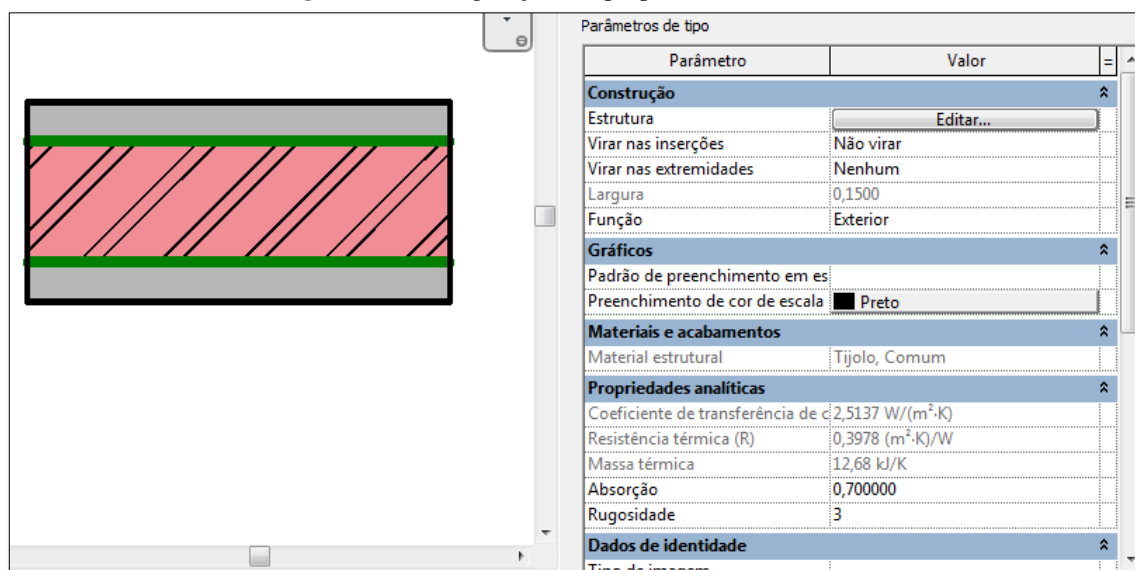 Parâmetros de tipo
Parâmetro Valor =
Construção
Estrutura Editar...
Virar nas inserções Não virar
Virar nas extremidades Nenhum
Largura 0,1500
Função Exterior
Gráficos
Padrão de preenchimento em es
Preenchimento de cor de escala Preto
Materiais e acabamentos
Material estrutural Tijolo, Comum
Propriedades analíticas
Coeficiente de transferência de c 2,5137 W/(m²·K)
Resistência térmica (R) 0,3978 (m²·K)/W
Massa térmica 12,68 kJ/K
Absorção 0,700000
Rugosidade 3
Dados de identidade
Tipo de imagem